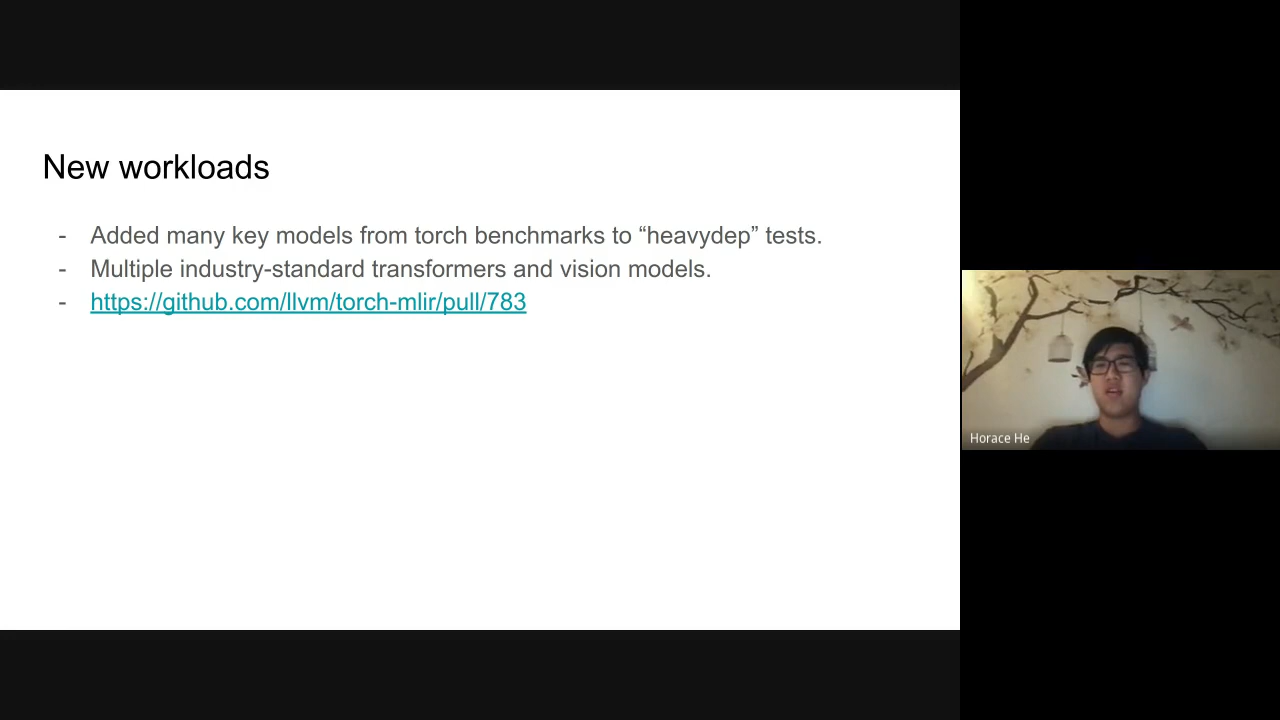 New workloads
- Added many key models from torch benchmarks to “heavydep” tests.
- Multiple industry-standard transformers and vision models.
- https://github.com/llvm/torch-mlir/pull/783
Horace He